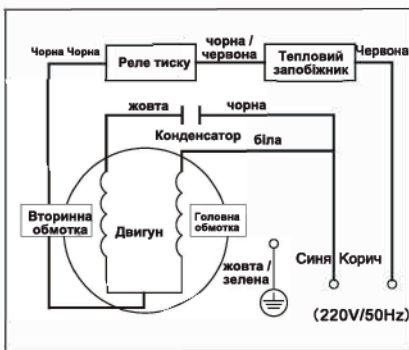 Чорна Чорна
Реле тиску
чорна /
червона
Тепловий
запобіжник
Червона
жовта
чорна
Конденсатор
біла
Вторинна
обмотка
Двигун
Головна
обмотка
жовта /
зелена
Синя Корич
(220V/50Hz)